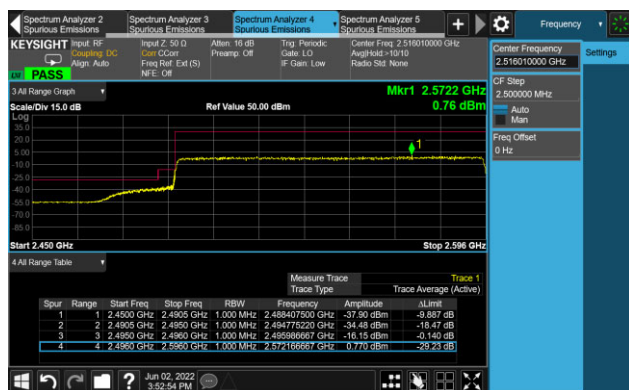 Spectrum Analyzer 2
Spurious Emissions
Spectrum Analyzer 3
Spurious Emissions
Spectrum Analyzer 4
Spurious Emissions
Spectrum Analyzer 5
Spurious Emissions
Frequency
KEYSIGHT
Input: RF
Coupling: DC
Align: Auto
Input Z: 50 Ω
Corr CCorr
Freq Ref: Ext (S)
NFE: Off
Atten: 16 dB
Preamp: Off
Trig: Periodic
Gate: LO
IF Gain: Low
Center Freq: 2.516010000 GHz
Avg|Hold:>10/10
Radio Std: None
PASS
Center Frequency
2.516010000 GHz
Settings
CF Step
2.500000 MHz
Auto
Man
Freq Offset
0 Hz
3 All Range Graph
Mkr1 2.5722 GHz
Scale/Div 15.0 dB
Ref Value 50.00 dBm
0.76 dBm
Log
35.0
20.0
5.00
-10.0
-25.0
-40.0
-55.0
-70.0
-85.0
1
Start 2.450 GHz
Stop 2.596 GHz
4 All Range Table
Measure Trace Trace 1
Trace Type Trace Average (Active)
Spur Range Start Freq Stop Freq RBW Frequency Amplitude ΔLimit
1 1 2.4500 GHz 2.4905 GHz 1.000 MHz 2.488407500 GHz -37.90 dBm -9.887 dB
2 2 2.4905 GHz 2.4950 GHz 1.000 MHz 2.494775220 GHz -34.48 dBm -18.47 dB
3 3 2.4950 GHz 2.4960 GHz 1.000 MHz 2.495986667 GHz -16.15 dBm -0.140 dB
4 4 2.4960 GHz 2.5960 GHz 1.000 MHz 2.572166667 GHz 0.770 dBm -29.23 dB
Jun 02, 2022
3:52:54 PM